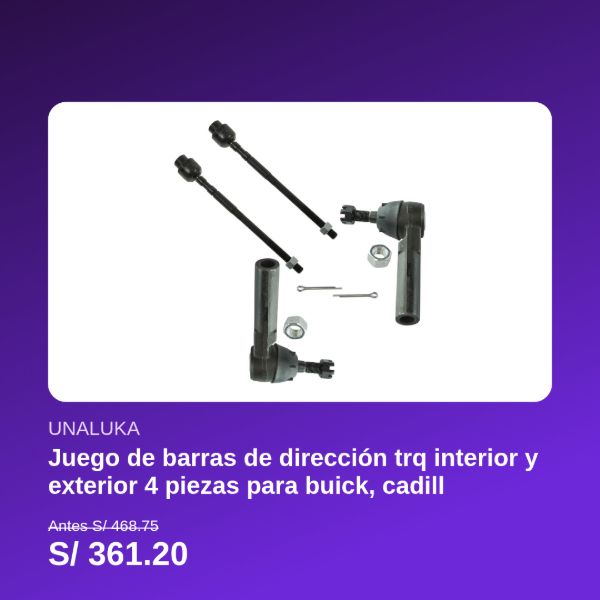 UNALUKA
Juego de barras de dirección trq interior y
exterior 4 piezas para buick, cadill
Antes S/ 468.75
S/ 361.20